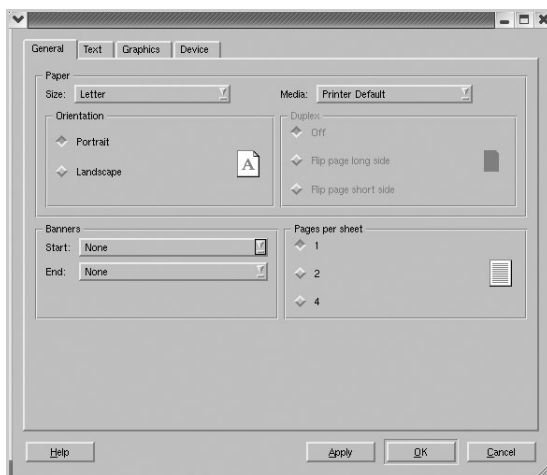 General Text Graphics Device
Paper
Size: Letter
Media: Printer Default
Orientation
Portrait
Landscape
A
Duplex
Off
Flip page long side
Flip page short side
Banners
Start: None
End: None
Pages per sheet
1
2
4
Help Apply OK Cancel